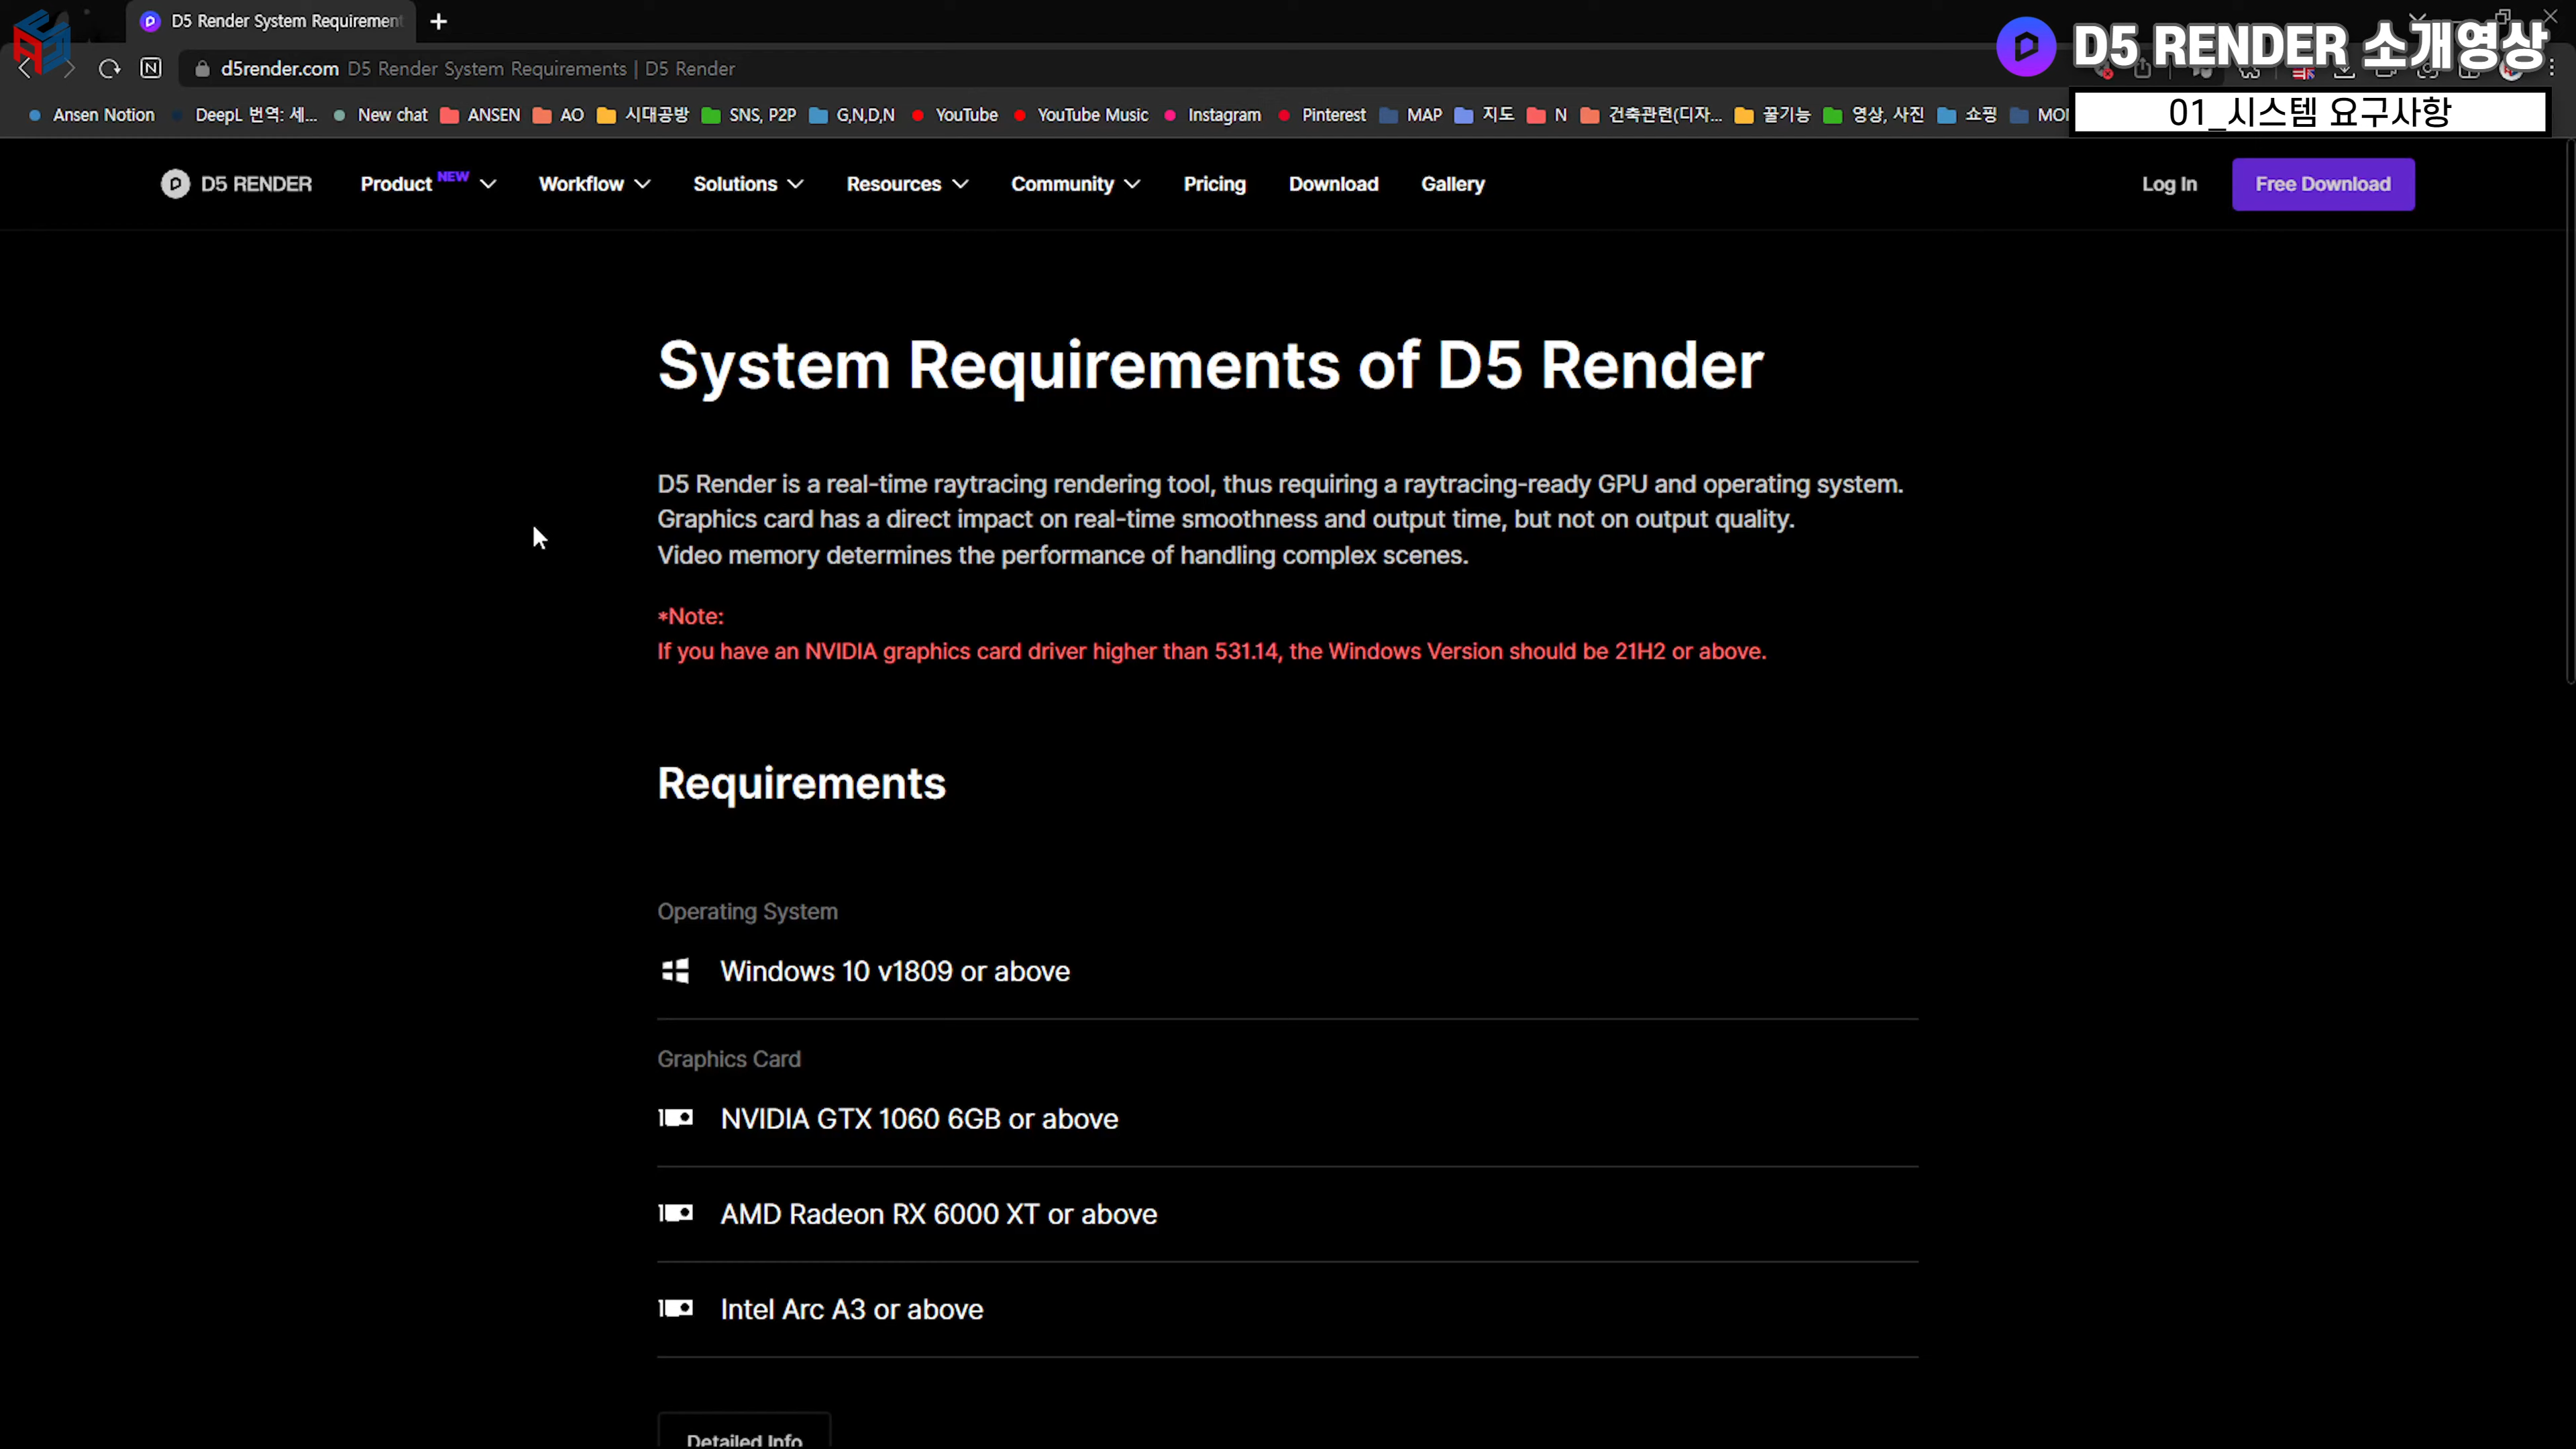 D5 Render System Requirement
D5 RENDER 소개영상
d5render.com D5 Render System Requirements | D5 Render
01_시스템 요구사항
Ansen Notion DeepL 번역: 세... New chat ANSEN AO 시대공방 SNS, P2P G,N,D,N YouTube YouTube Music Instagram Pinterest MAP 지도 N 건축관련(디자... 꿀기능 영상, 사진 쇼핑
D5 RENDER Product NEW Workflow Solutions Resources Community Pricing Download Gallery Log In Free Download
System Requirements of D5 Render
D5 Render is a real-time raytracing rendering tool, thus requiring a raytracing-ready GPU and operating system.
Graphics card has a direct impact on real-time smoothness and output time, but not on output quality.
Video memory determines the performance of handling complex scenes.
*Note:
If you have an NVIDIA graphics card driver higher than 531.14, the Windows Version should be 21H2 or above.
Requirements
Operating System
Windows 10 v1809 or above
Graphics Card
NVIDIA GTX 1060 6GB or above
AMD Radeon RX 6000 XT or above
Intel Arc A3 or above
Detailed Info